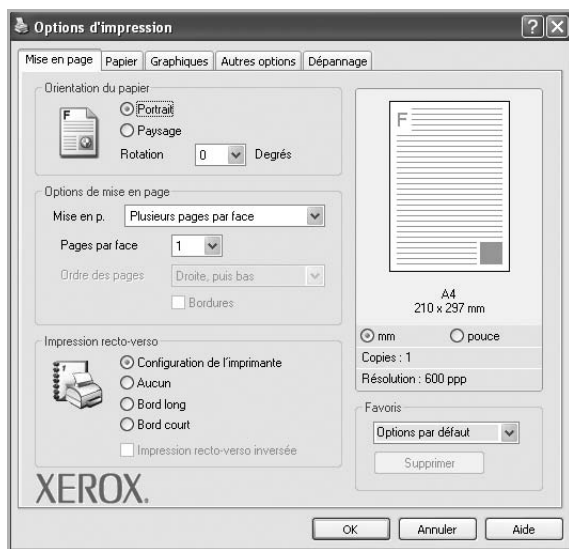 Options d'impression
Mise en page Papier Graphiques Autres options Dépannage
Orientation du papier
F
Portrait
Paysage
Rotation 0 Degrés
Options de mise en page
Mise en p. Plusieurs pages par face
Pages par face 1
Ordre des pages Droite, puis bas
Bordures
Impression recto-verso
Configuration de l'imprimante
Aucun
Bord long
Bord court
Impression recto-verso inversée
XEROX.
F
A4
210 x 297 mm
mm pouce
Copies : 1
Résolution : 600 ppp
Favoris
Options par défaut
Supprimer
OK Annuler Aide